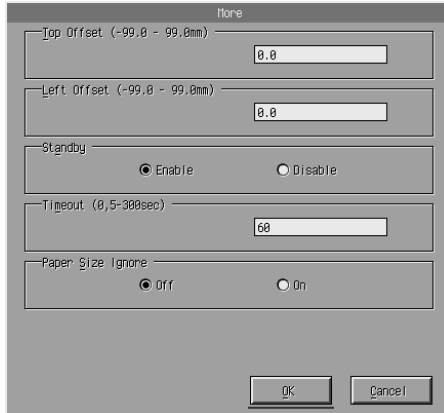 More
Top Offset (-99.0 - 99.0mm)
0.0
Left Offset (-99.0 - 99.0mm)
0.0
Standby
Enable Disable
Timeout (0,5-300sec)
60
Paper Size Ignore
Off On
OK Cancel